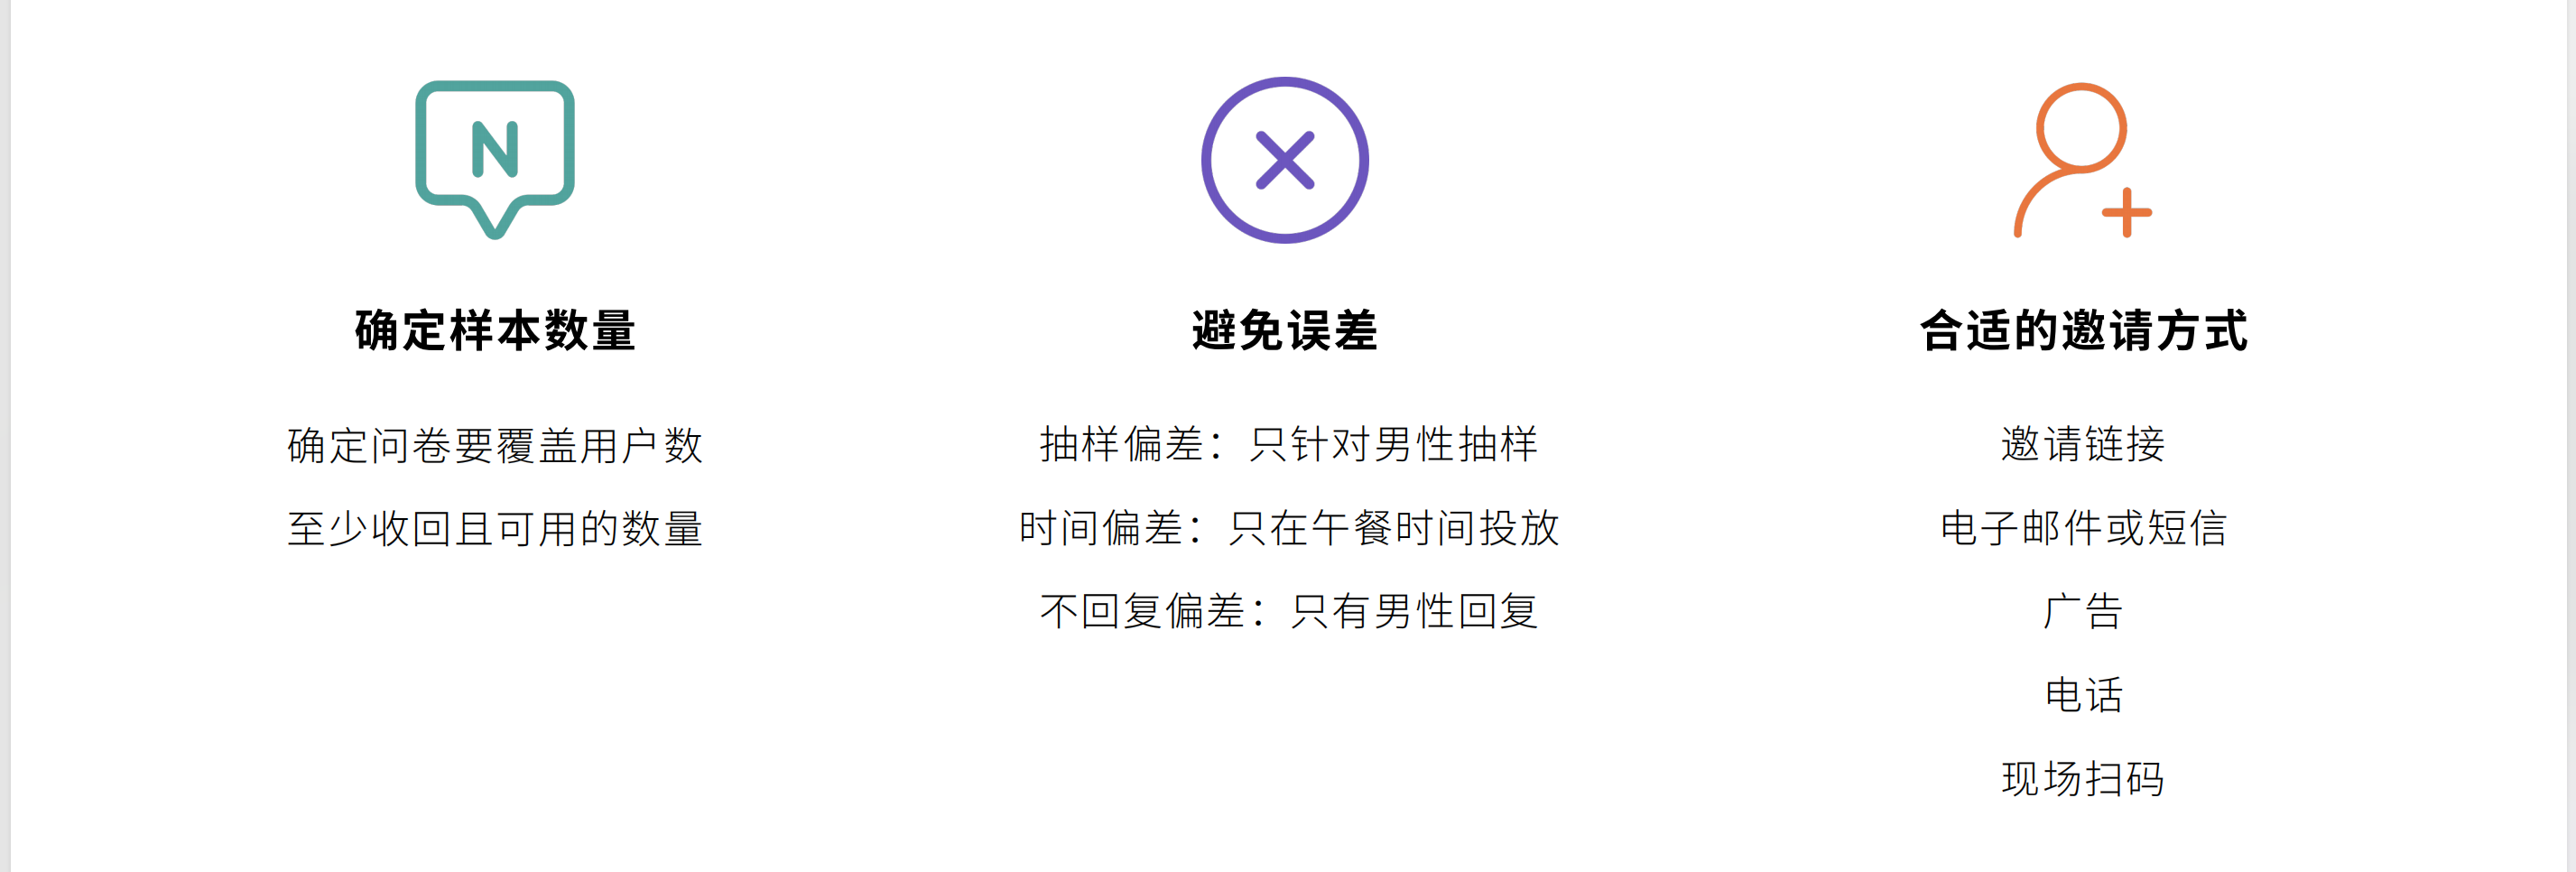 N
确定样本数量
确定问卷要覆盖用户数
至少收回且可用的数量
避免误差
抽样偏差：只针对男性抽样
时间偏差：只在午餐时间投放
不回复偏差：只有男性回复
合适的邀请方式
邀请链接
电子邮件或短信
广告
电话
现场扫码